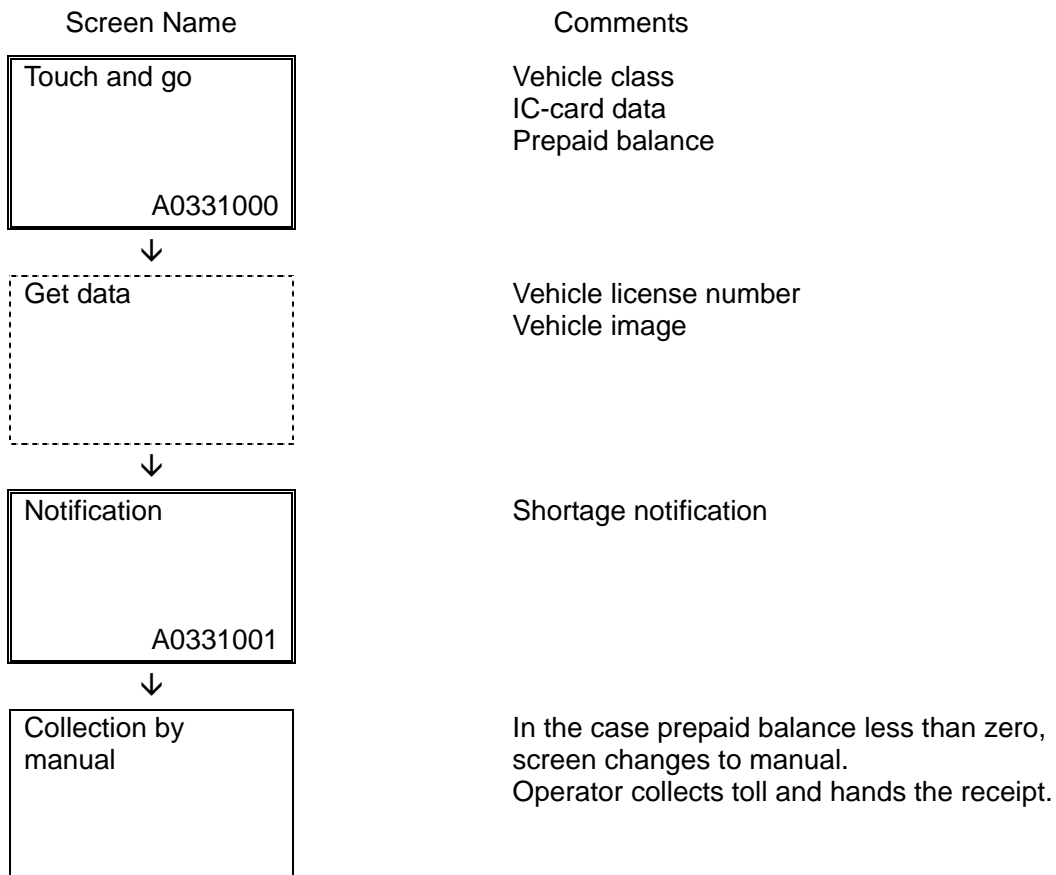 Screen Name Comments
Touch and go Vehicle class
IC-card data
Prepaid balance
A0331000
↓
Get data Vehicle license number
Vehicle image
↓
Notification Shortage notification
A0331001
↓
Collection by In the case prepaid balance less than zero,
manual screen changes to manual.
Operator collects toll and hands the receipt.